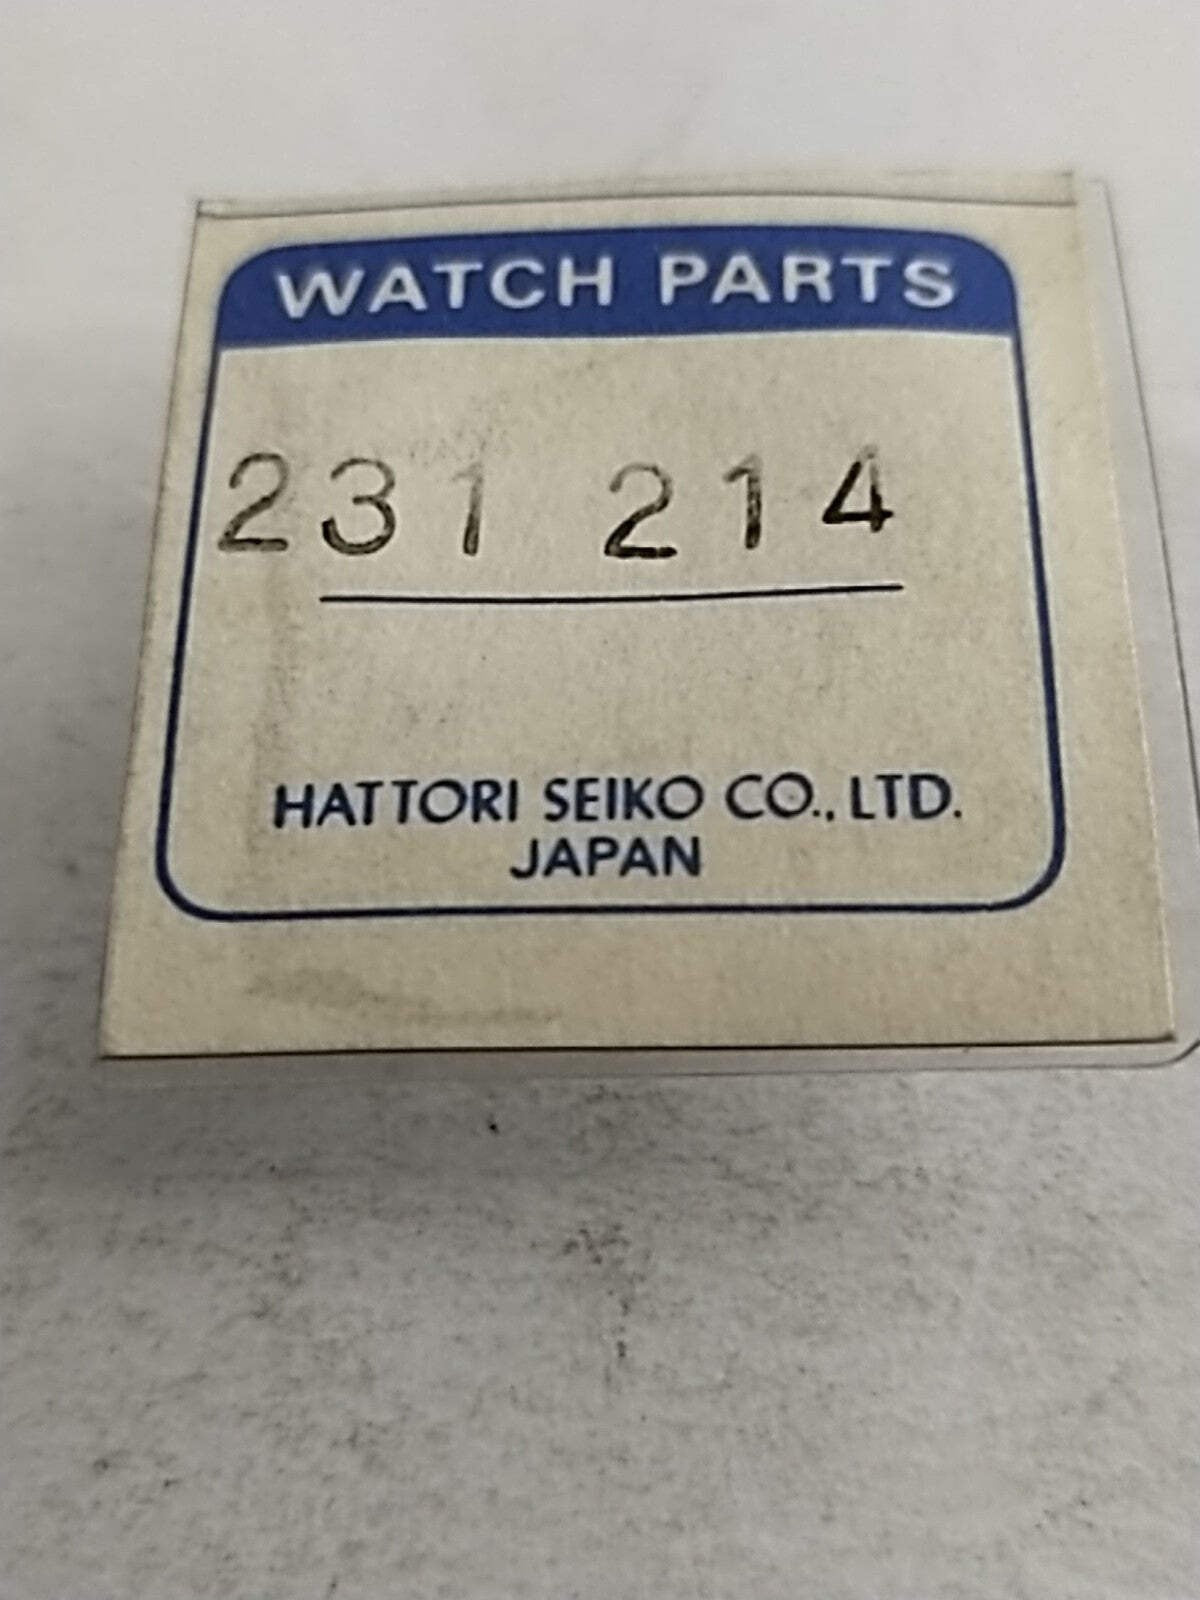 WATCH PARTS
231 214
HATTORI SEIKO CO., LTD.
JAPAN